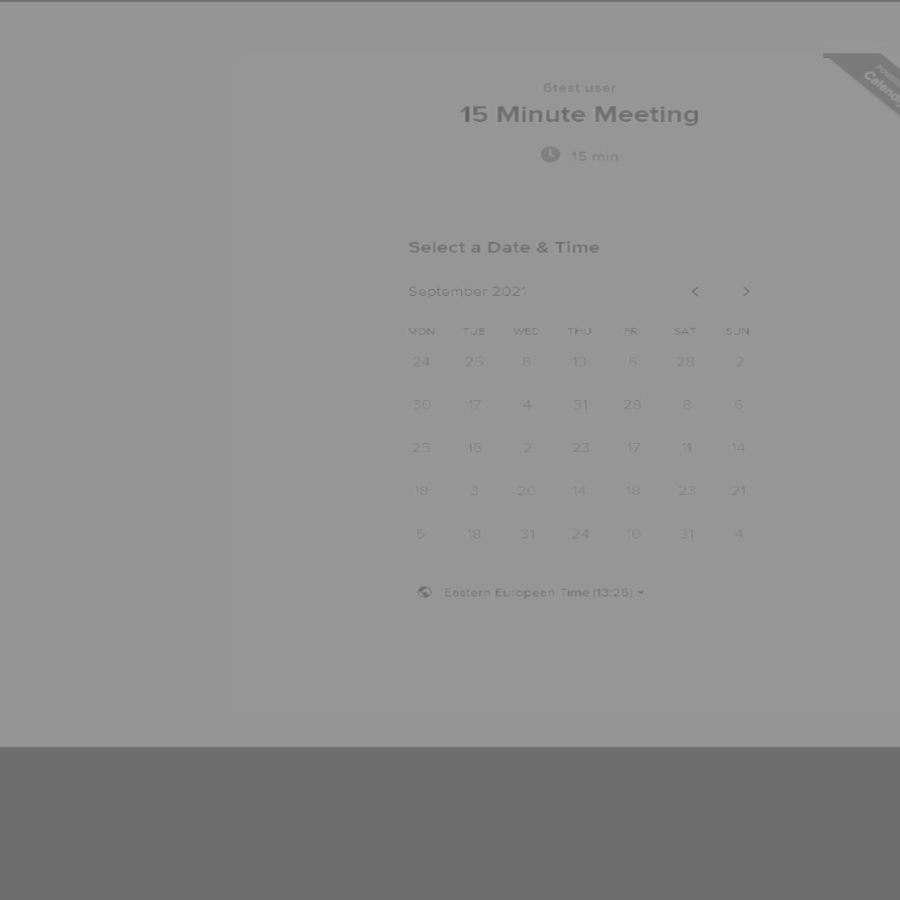 6test user
15 Minute Meeting
15 min
Select a Date & Time
September 2021
MON TUE WED THU FRI SAT SUN
24 25 6 13 6 28 2
30 17 4 31 28 8 6
25 15 2 23 17 11 14
18 3 20 14 18 23 21
5 18 31 24 10 31 4
Eastern European Time (13:26)